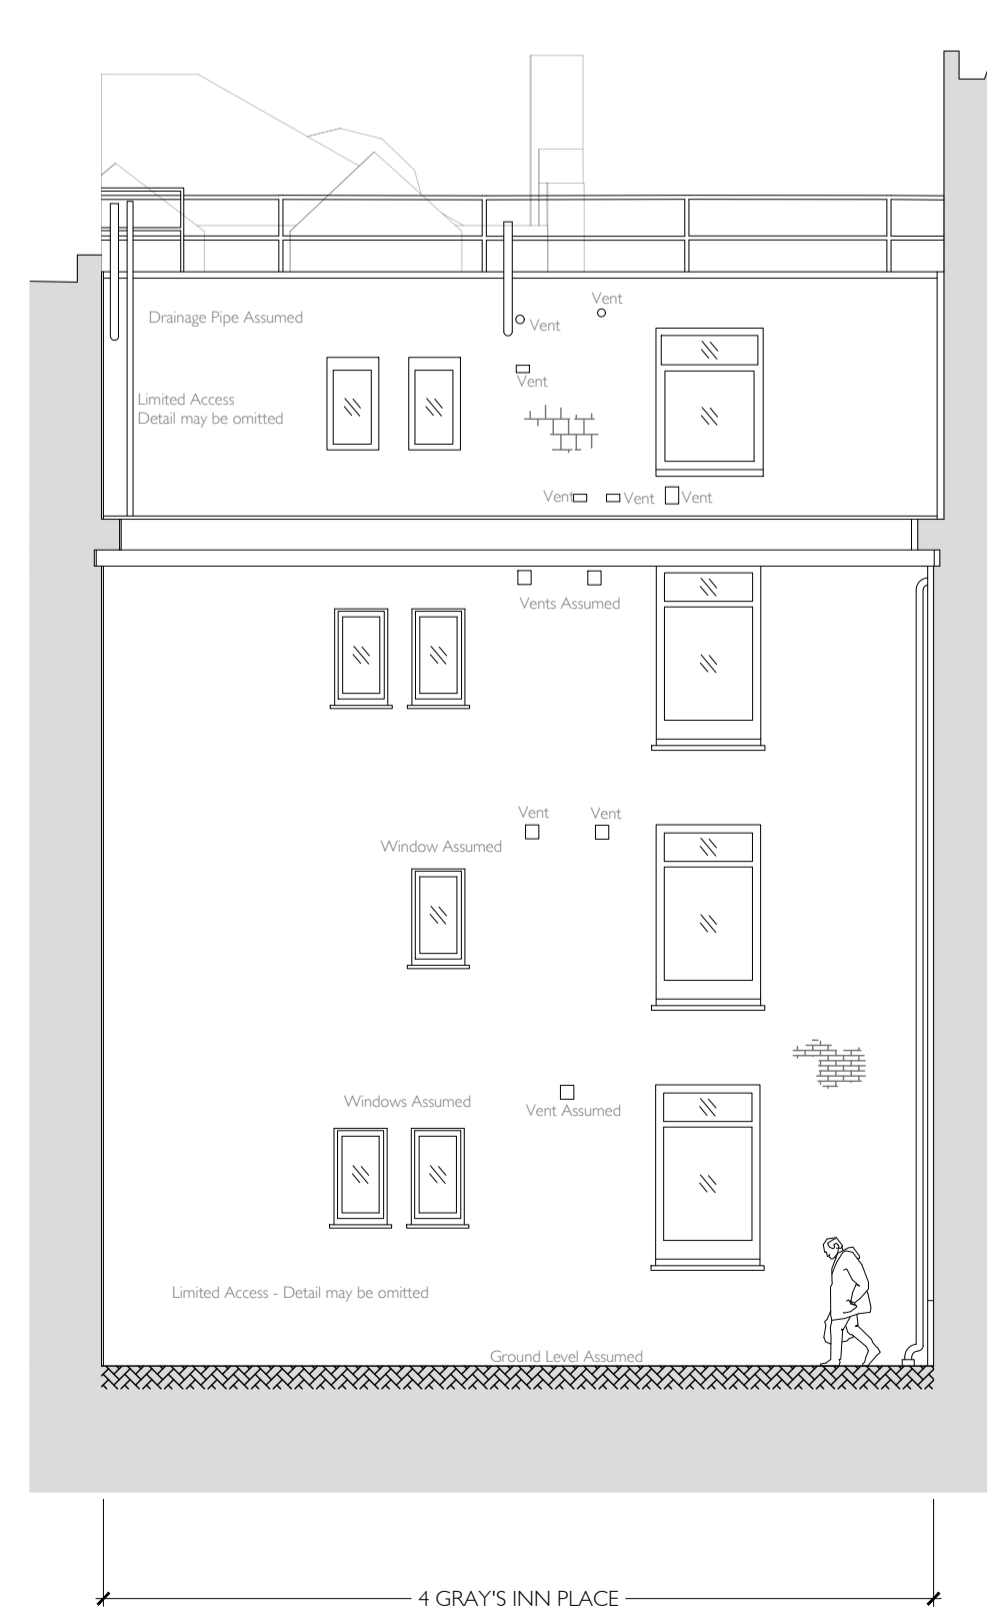 Vent
Drainage Pipe Assumed
Vent
Vent
Limited Access
Detail may be omitted
Vent
Vent
Vent
Vents Assumed
Vent
Vent
Window Assumed
Windows Assumed
Vent Assumed
Limited Access - Detail may be omitted
Ground Level Assumed
4 GRAY'S INN PLACE